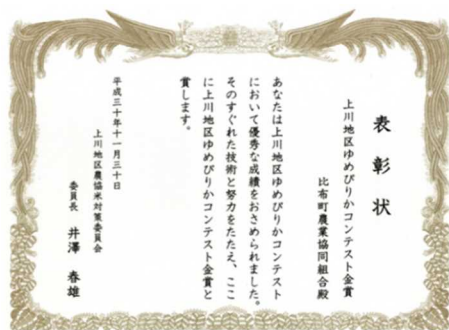 表彰状
上川地区ゆめぴりかコンテスト金賞
比布町農業協同組合殿
あなたは上川地区ゆめぴりかコンテスト
において優秀な成績をおさめられました。
そのすぐれた技術と努力をたたえ、ここ
に上川地区ゆめぴりかコンテスト金賞と
賞します。
平成三十年十一月三十日
上川地区農協米対策委員会
委員長 井澤春雄